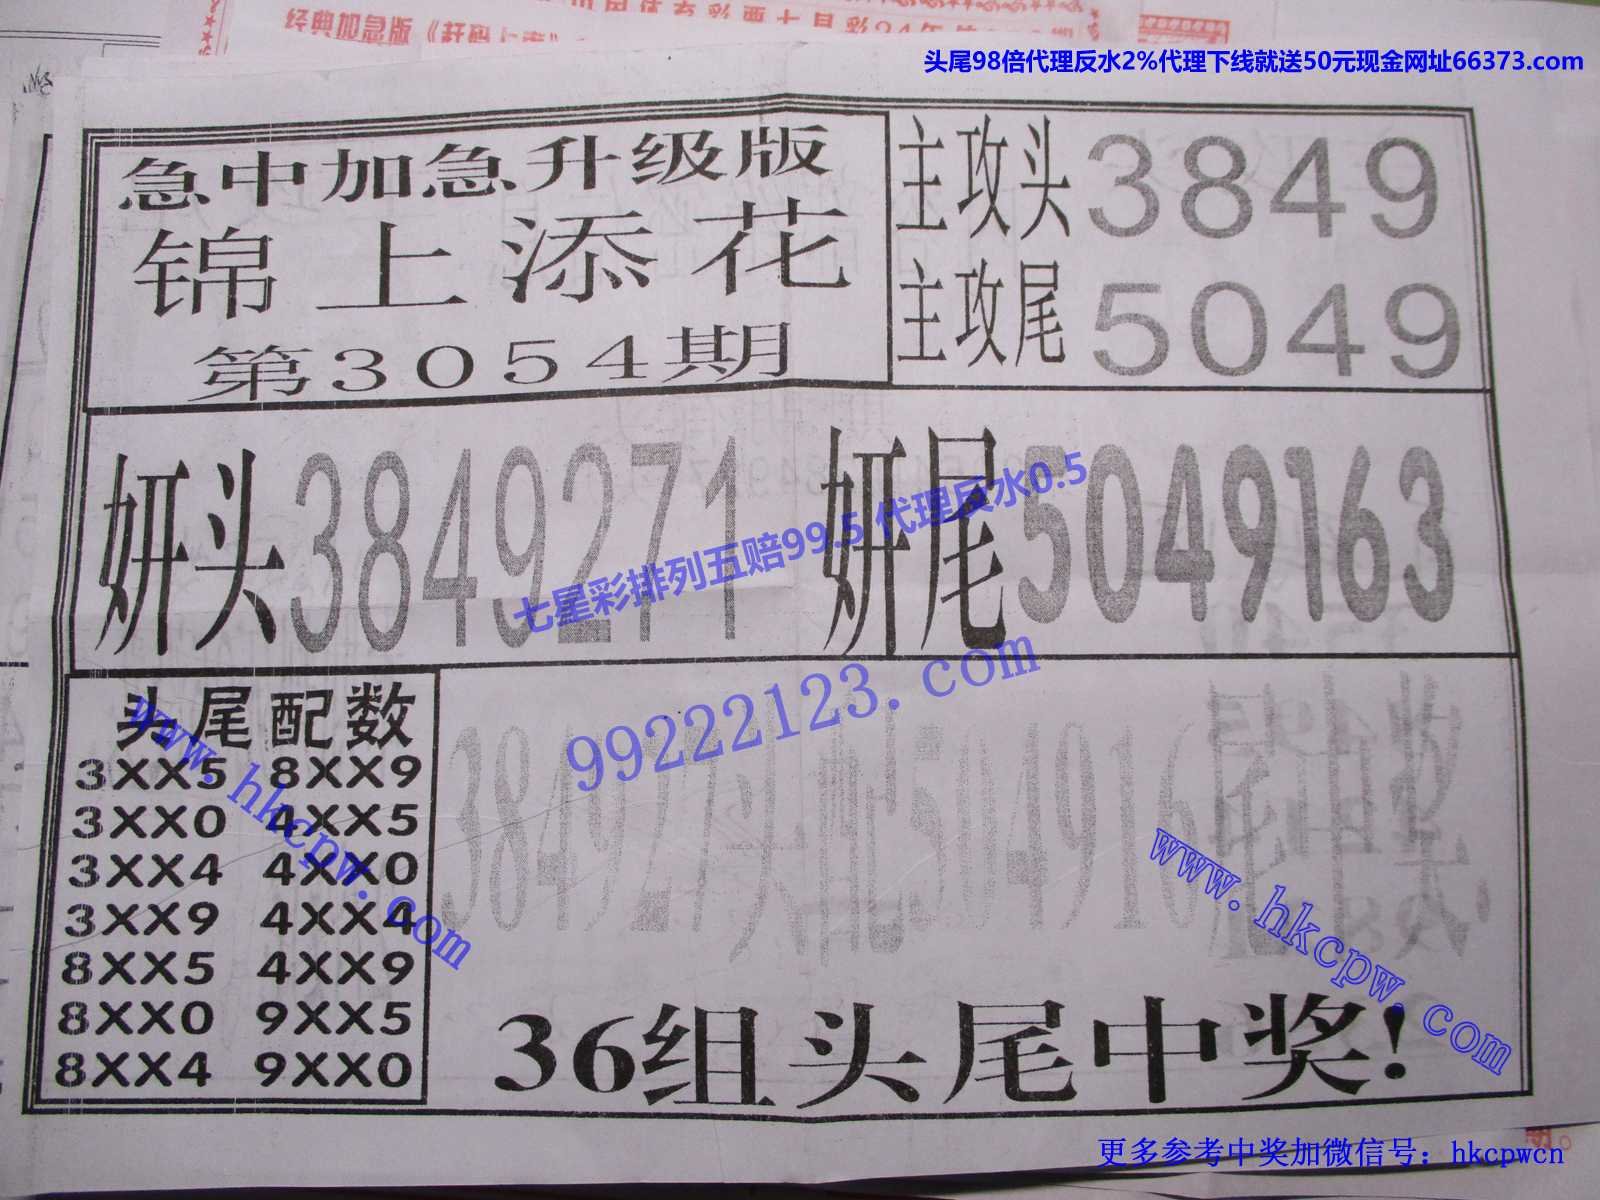 经典加急版《
头尾98倍代理反水2%代理下线就送50元现金网址66373.com
急中加急升级版
锦上添花
第3054期
主攻头3849
主攻尾5049
妍头3849271
妍尾5049163
七星彩排列五赔99.5 代理反水0.5
99222123.com
头尾配数
3XX5 8XX9
3XX0 4XX5
3XX4 4XX0
3XX9 4XX4
8XX5 4XX9
8XX0 9XX5
8XX4 9XX0
www.hkcpw.com
3849271头配504916
www.hkcpw.com
36组头尾中奖!
更多参考中奖加微信号：hkcpwcn